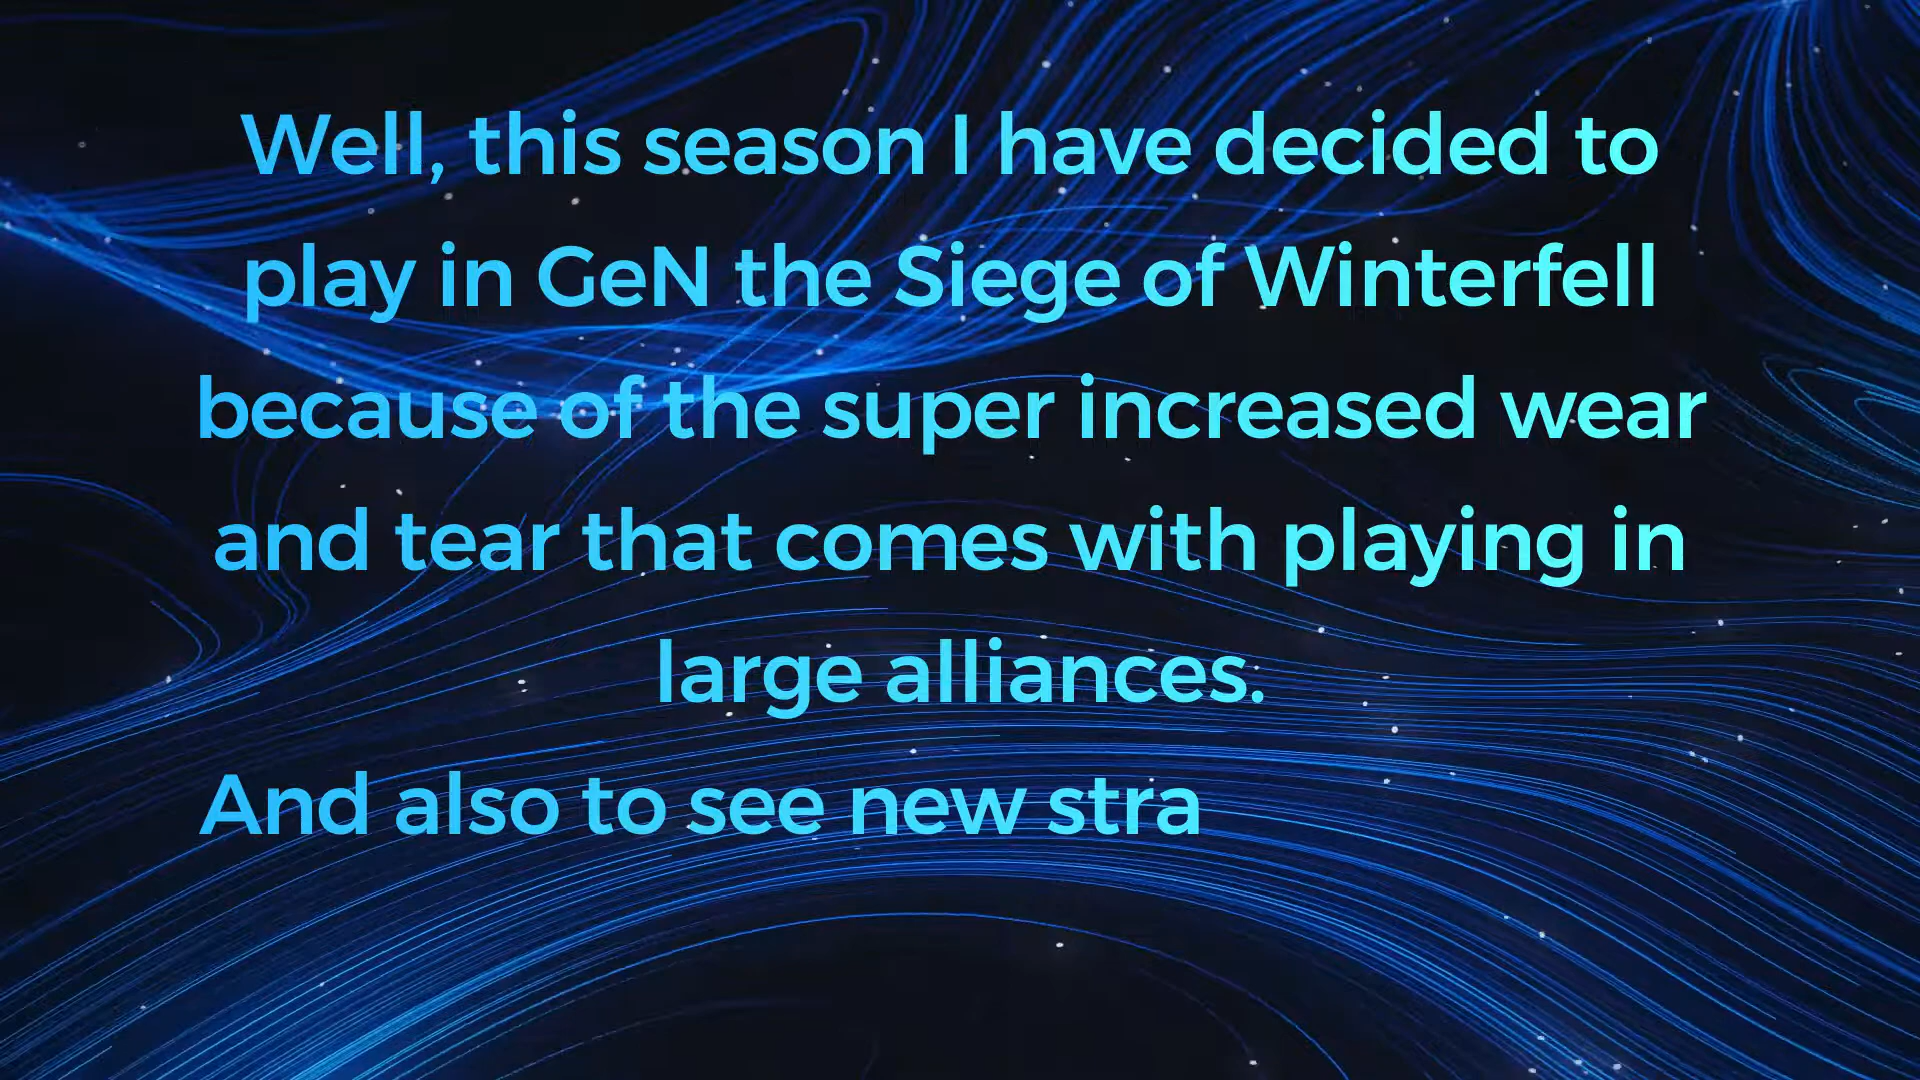 Well, this season I have decided to
play in GeN the Siege of Winterfell
because of the super increased wear
and tear that comes with playing in
large alliances.
And also to see new stra